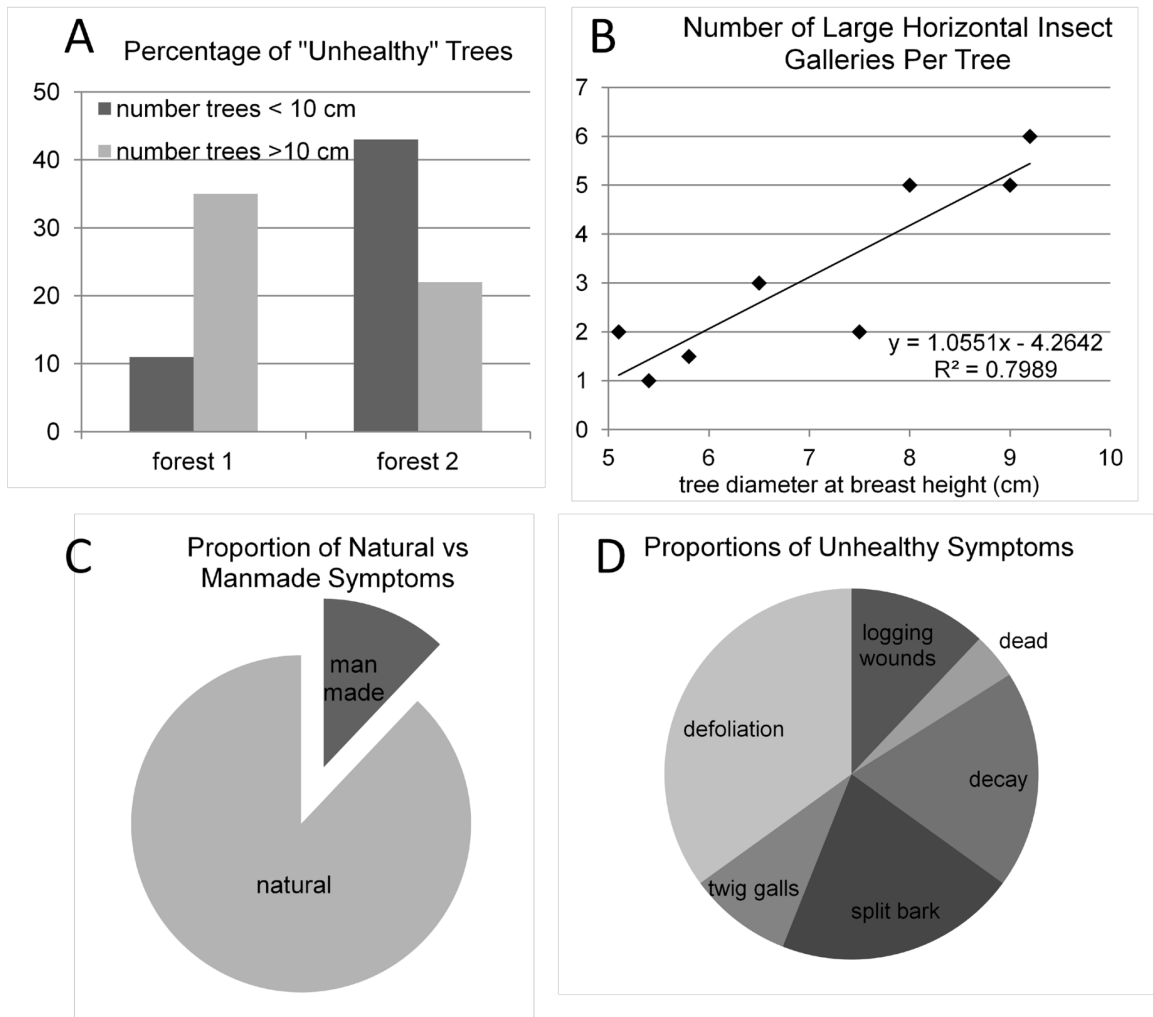 A
Percentage of "Unhealthy" Trees
50
40
30
20
10
0
number trees < 10 cm
number trees >10 cm
forest 1
forest 2
B
Number of Large Horizontal Insect
Galleries Per Tree
7
6
5
4
3
2
1
0
y = 1.0551x - 4.2642
R² = 0.7989
5
6
7
8
9
10
tree diameter at breast height (cm)
C
Proportion of Natural vs
Manmade Symptoms
man
made
natural
D
Proportions of Unhealthy Symptoms
logging
wounds
dead
defoliation
decay
twig galls
split bark